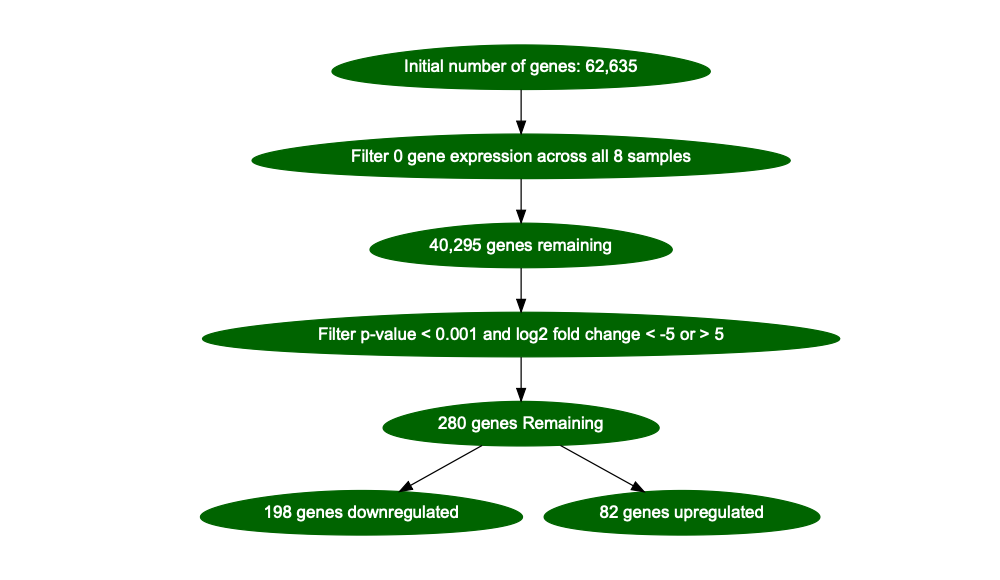 Initial number of genes: 62,635
Filter 0 gene expression across all 8 samples
40,295 genes remaining
Filter p-value < 0.001 and log2 fold change < -5 or > 5
280 genes Remaining
198 genes downregulated
82 genes upregulated